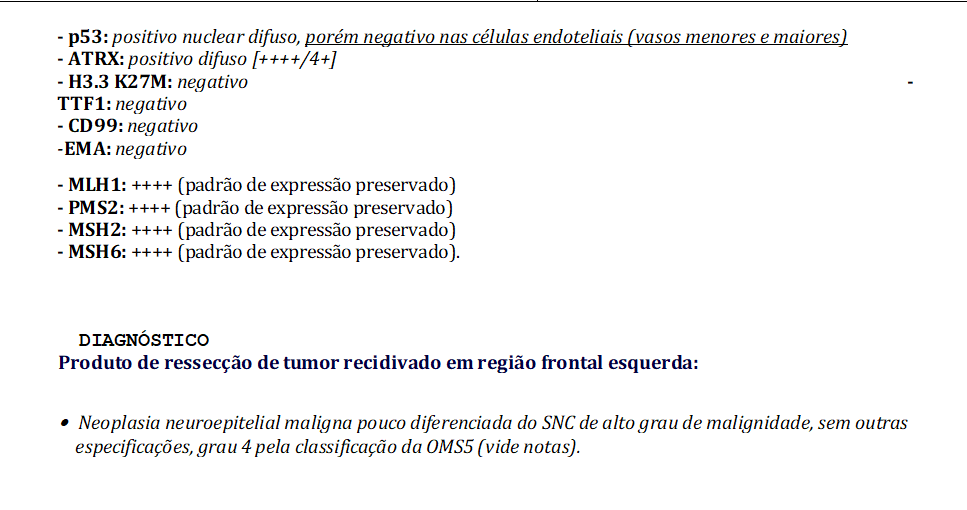 - p53: positivo nuclear difuso, porém negativo nas células endoteliais (vasos menores e maiores)
- ATRX: positivo difuso [++++/4+]
- H3.3 K27M: negativo -
TTF1: negativo
- CD99: negativo
-EMA: negativo
- MLH1: ++++ (padrão de expressão preservado)
- PMS2: ++++ (padrão de expressão preservado)
- MSH2: ++++ (padrão de expressão preservado)
- MSH6: ++++ (padrão de expressão preservado).
DIAGNÓSTICO
Produto de ressecção de tumor recidivado em região frontal esquerda:
• Neoplasia neuroepitelial maligna pouco diferenciada do SNC de alto grau de malignidade, sem outras
especificações, grau 4 pela classificação da OMS5 (vide notas).